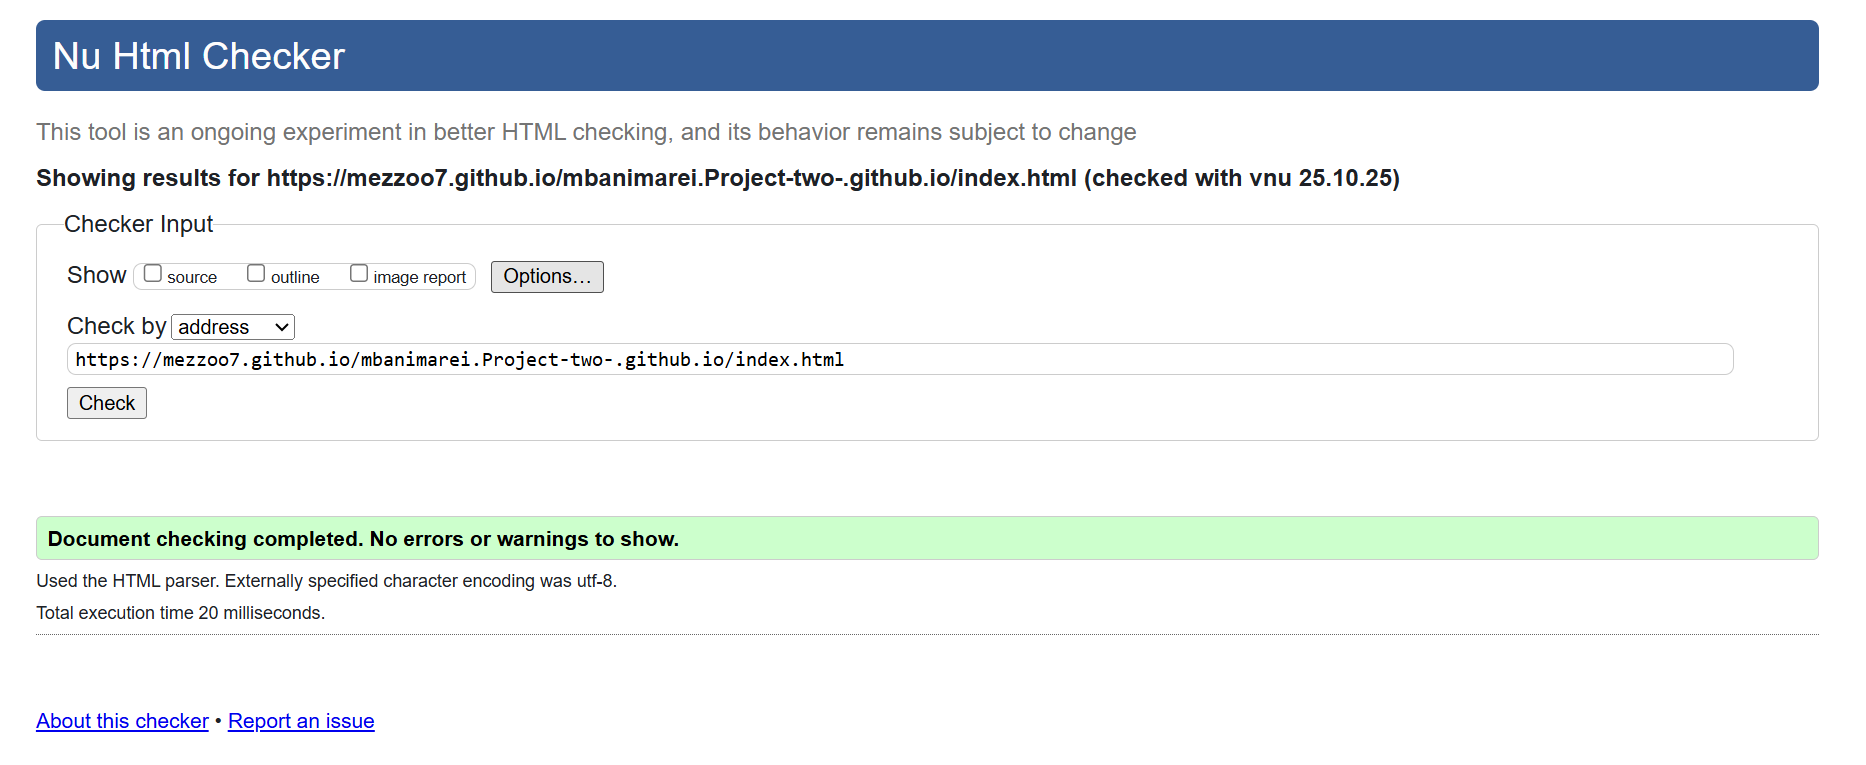 Nu Html Checker
This tool is an ongoing experiment in better HTML checking, and its behavior remains subject to change
Showing results for https://mezzoo7.github.io/mbanimarei.Project-two-.github.io/index.html (checked with vnu 25.10.25)
Checker Input
Show source outline image report Options...
Check by address
https://mezzoo7.github.io/mbanimarei.Project-two-.github.io/index.html
Check
Document checking completed. No errors or warnings to show.
Used the HTML parser. Externally specified character encoding was utf-8.
Total execution time 20 milliseconds.
About this checker • Report an issue